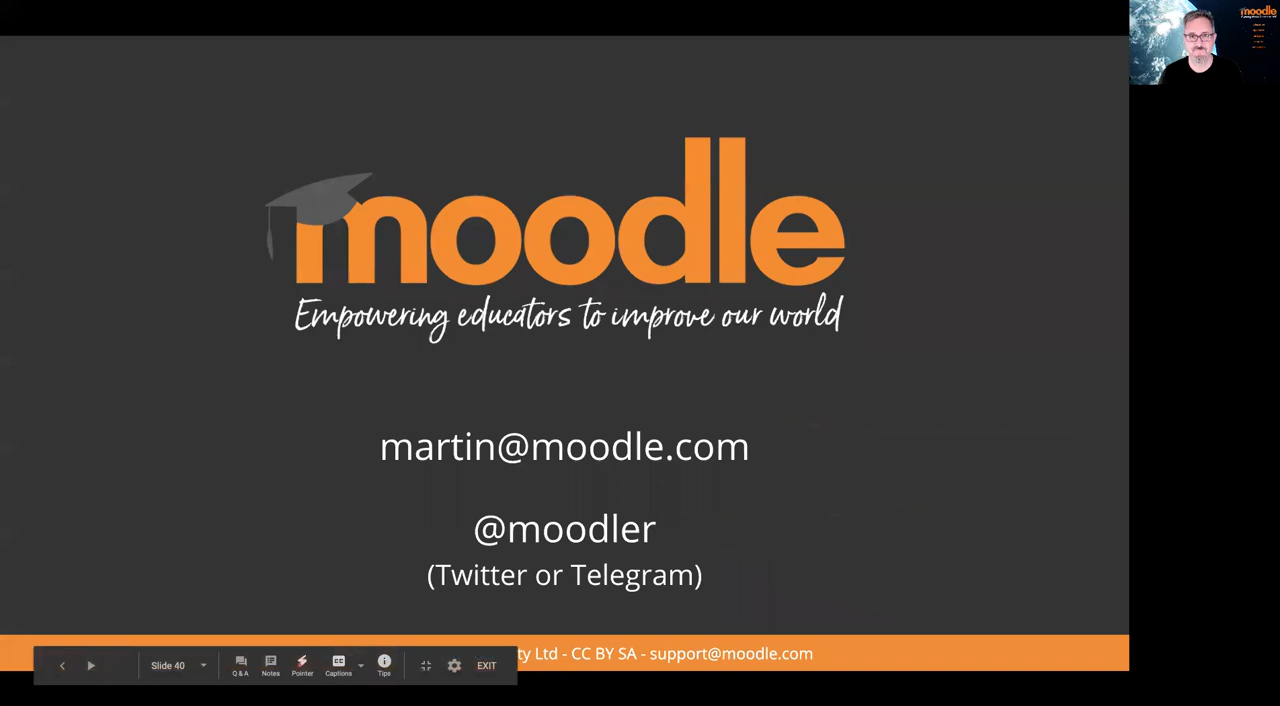 moodle
Empowering educators to improve our world
martin@moodle.com
@moodler
(Twitter or Telegram)
ty Ltd - CC BY SA - support@moodle.com
Slide 40
Q & A
Notes
Pointer
Captions
Tips
EXIT
moodle